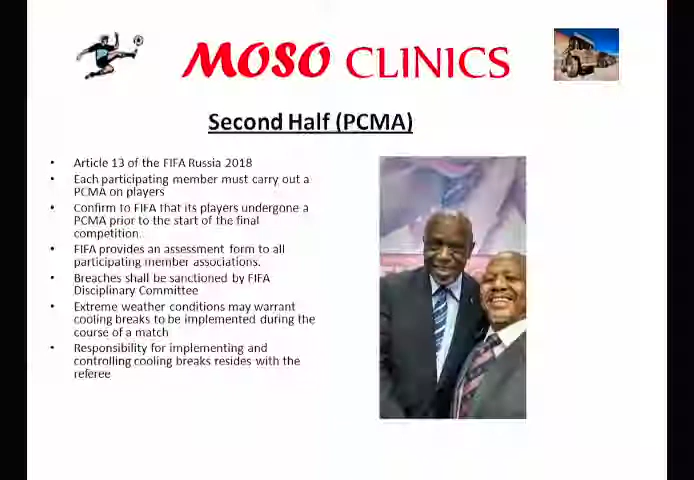 MOSO CLINICS
Second Half (PCMA)
• Article 13 of the FIFA Russia 2018
• Each participating member must carry out a
PCMA on players
• Confirm to FIFA that its players undergone a
PCMA prior to the start of the final
competition.
• FIFA provides an assessment form to all
participating member associations.
• Breaches shall be sanctioned by FIFA
Disciplinary Committee
• Extreme weather conditions may warrant
cooling breaks to be implemented during the
course of a match
• Responsibility for implementing and
controlling cooling breaks resides with the
referee